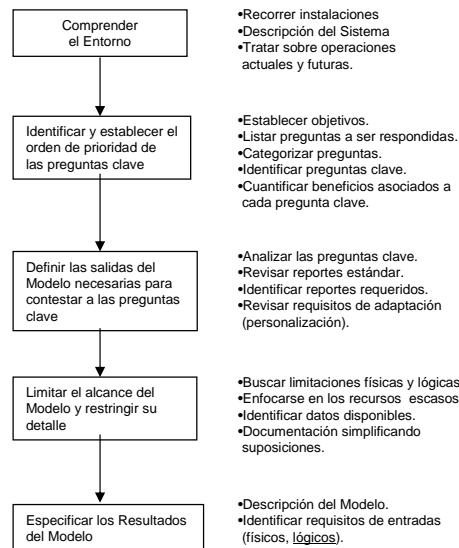 Comprender
el Entorno
•Recorrer instalaciones
•Descripción del Sistema
•Tratar sobre operaciones
actuales y futuras.
Identificar y establecer el
orden de prioridad de
las preguntas clave
•Establecer objetivos.
•Listar preguntas a ser respondidas.
•Categorizar preguntas.
•Identificar preguntas clave.
•Cuantificar beneficios asociados a
cada pregunta clave.
Definir las salidas del
Modelo necesarias para
contestar a las preguntas
clave
•Analizar las preguntas clave.
•Revisar reportes estándar.
•Identificar reportes requeridos.
•Revisar requisitos de adaptación
(personalización).
Limitar el alcance del
Modelo y restringir su
detalle
•Buscar limitaciones físicas y lógicas
•Enfocarse en los recursos escasos
•Identificar datos disponibles.
•Documentación simplificando
suposiciones.
Especificar los Resultados
del Modelo
•Descripción del Modelo.
•Identificar requisitos de entradas
(físicos, lógicos).